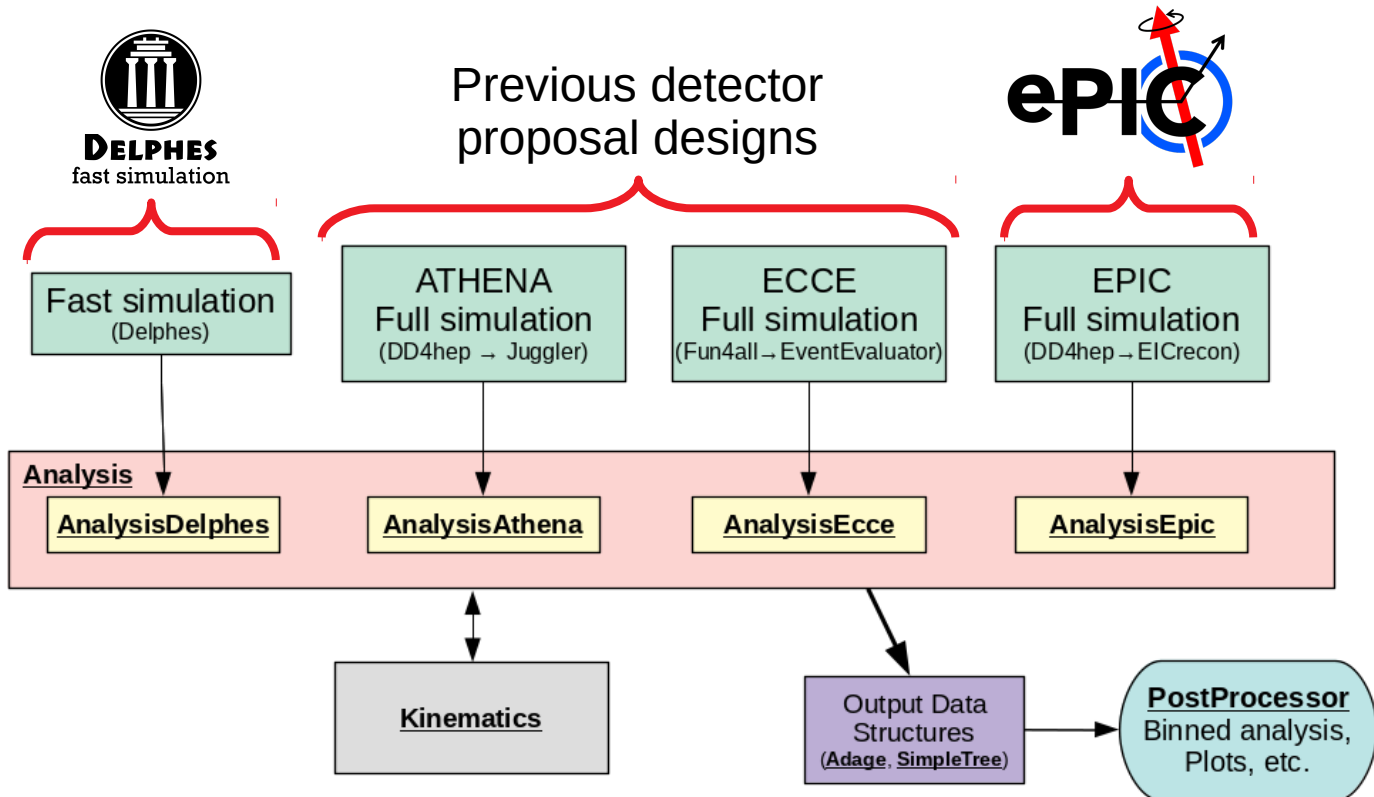 DELPHES
fast simulation
Previous detector
proposal designs
ePIC
Fast simulation
(Delphes)
ATHENA
Full simulation
(DD4hep → Juggler)
ECCE
Full simulation
(Fun4all→EventEvaluator)
EPIC
Full simulation
(DD4hep→EICrecon)
Analysis
AnalysisDelphes
AnalysisAthena
AnalysisEcce
AnalysisEpic
Kinematics
Output Data
Structures
(Adage, SimpleTree)
PostProcessor
Binned analysis,
Plots, etc.